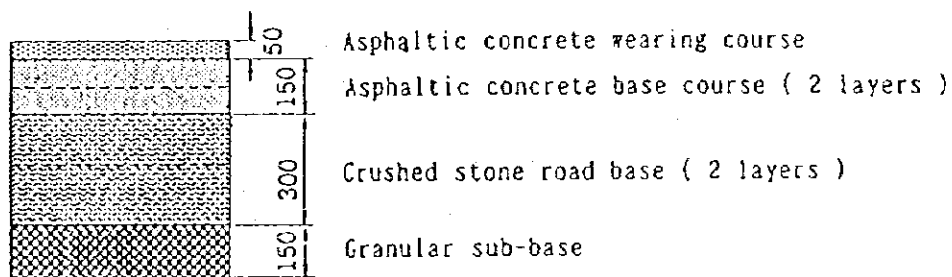 50 Asphaltic concrete wearing course
150 Asphaltic concrete base course ( 2 layers )
300 Crushed stone road base ( 2 layers )
150 Granular sub-base